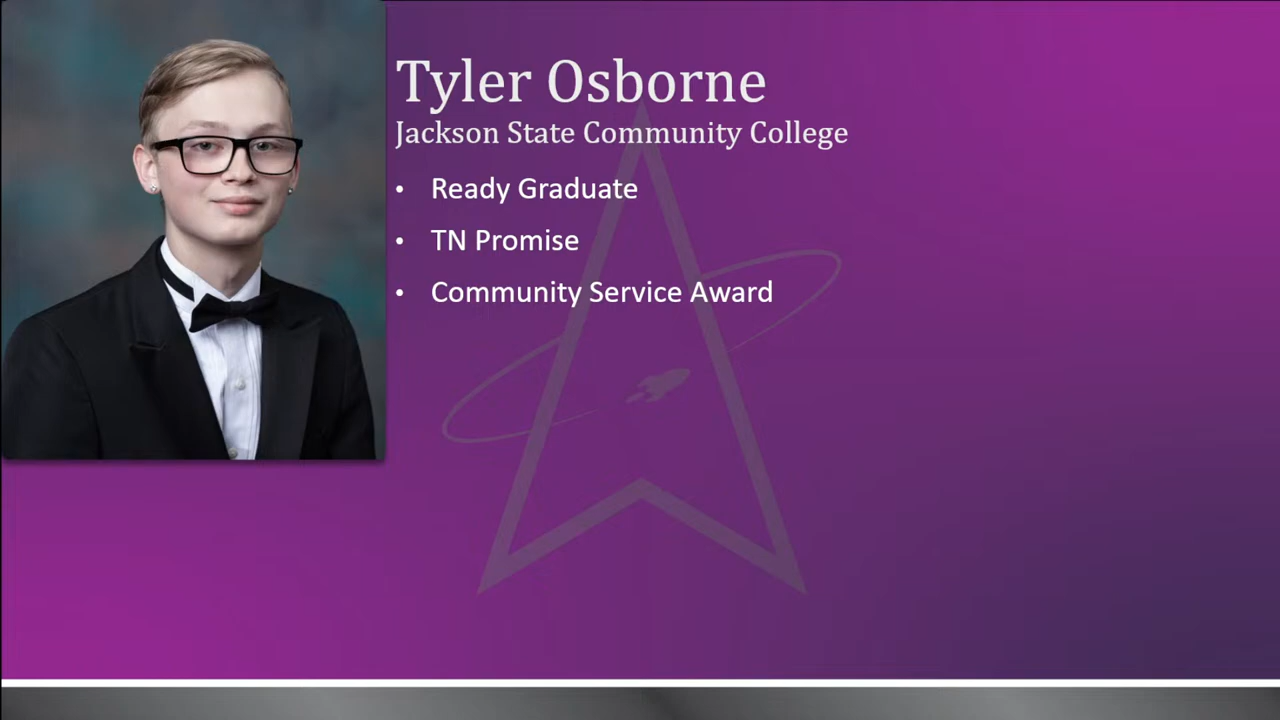 Tyler Osborne
Jackson State Community College
• Ready Graduate
• TN Promise
• Community Service Award